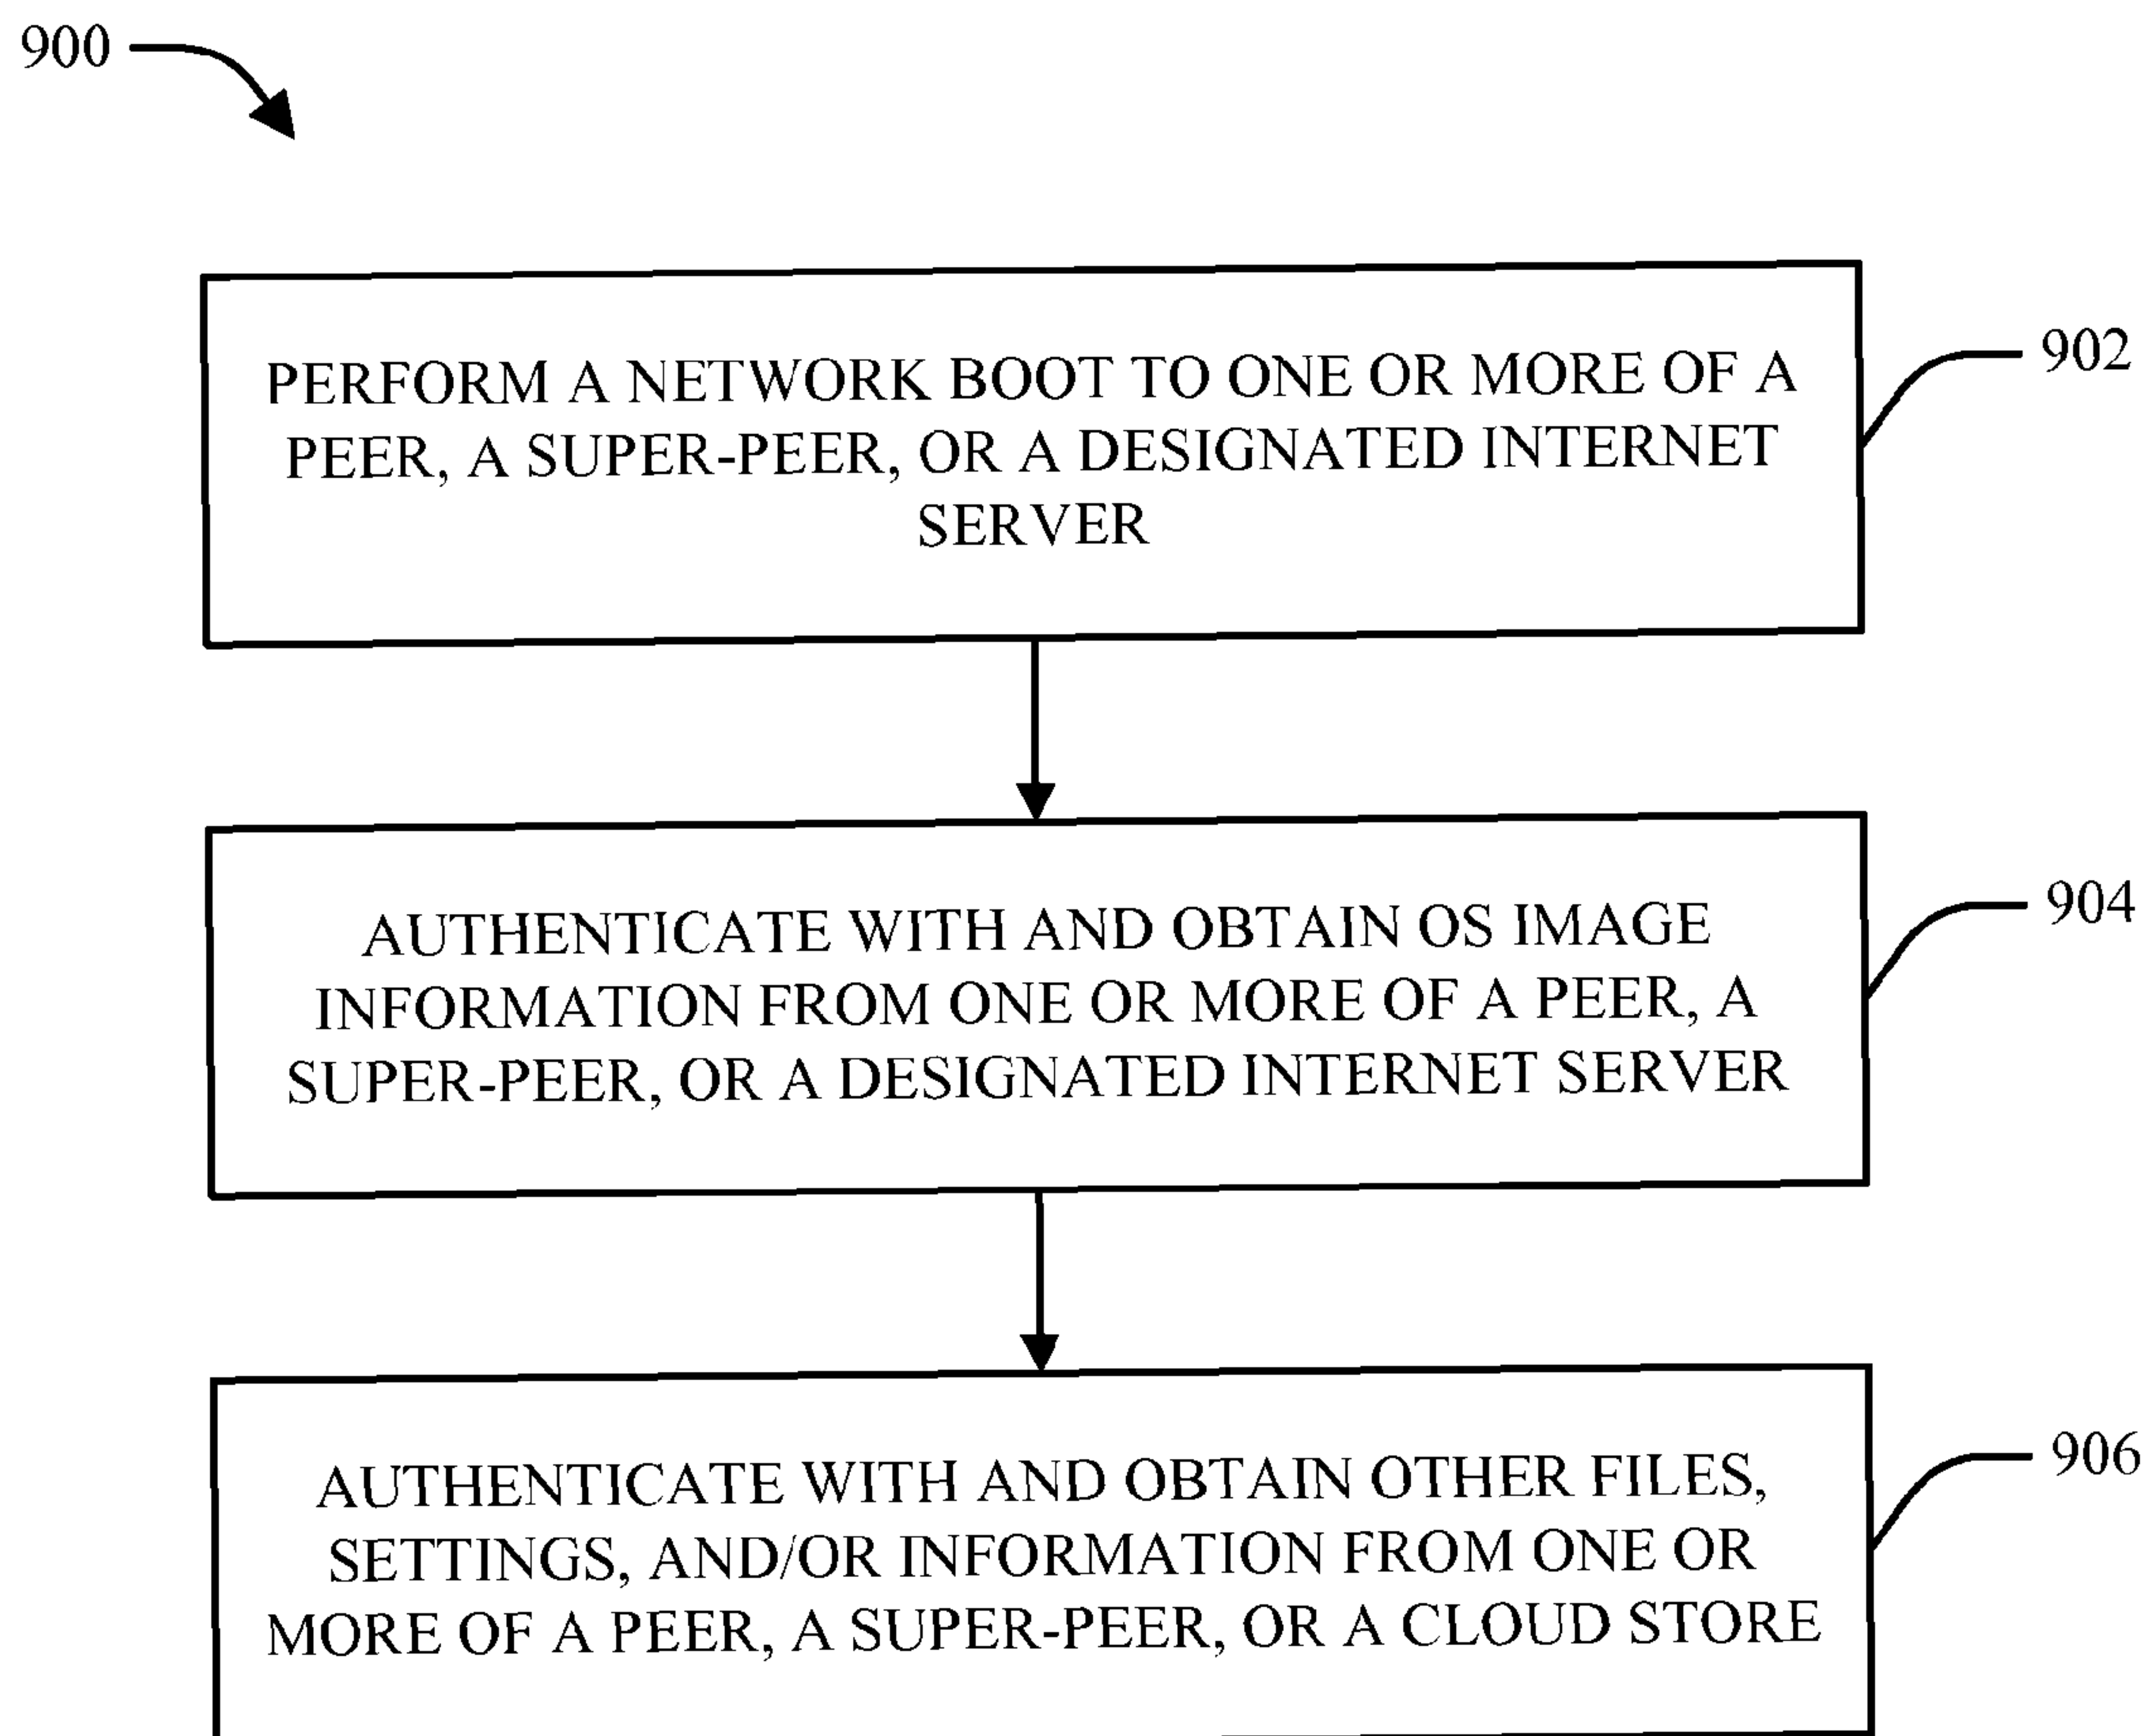 900
PERFORM A NETWORK BOOT TO ONE OR MORE OF A
PEER, A SUPER-PEER, OR A DESIGNATED INTERNET
SERVER
902
AUTHENTICATE WITH AND OBTAIN OS IMAGE
INFORMATION FROM ONE OR MORE OF A PEER, A
SUPER-PEER, OR A DESIGNATED INTERNET SERVER
904
AUTHENTICATE WITH AND OBTAIN OTHER FILES,
SETTINGS, AND/OR INFORMATION FROM ONE OR
MORE OF A PEER, A SUPER-PEER, OR A CLOUD STORE
906